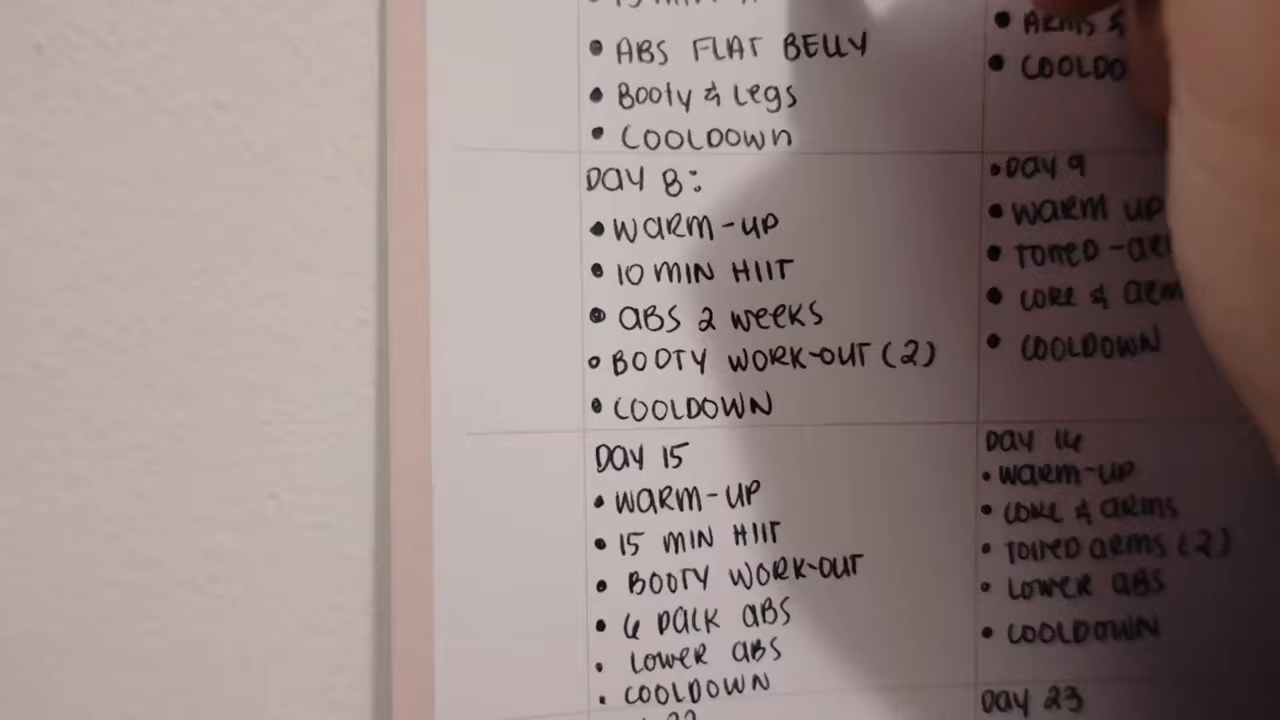 ABS FLAT BELLY
Booty & Legs
COOLDOWN
ARMS &
COOLDO
DAY 8:
WARM-UP
10 MIN HIIT
ABS 2 weeks
BOOTY WORK-OUT (2)
COOLDOWN
DAY 9
WARM UP
TONED-
CORE &
COOLDOWN
DAY 15
WARM-UP
15 MIN HIIT
BOOTY WORK-OUT
6 PACK ABS
LOWER ABS
COOLDOWN
DAY 16
WARM-UP
CORE & ARMS
TONED ARMS (2)
LOWER ABS
COOLDOWN
DAY 23